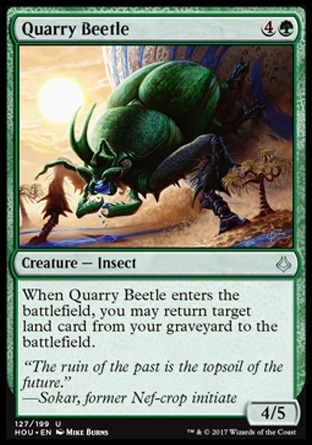 Quarry Beetle 4
Creature — Insect
When Quarry Beetle enters the
battlefield, you may return target
land card from your graveyard to the
battlefield.
“The ruin of the past is the topsoil of the
future.”
—Sokar, former Nef-crop initiate
4/5
127/199 U
HOU • EN Mike Burns ™ & © 2017 Wizards of the Coast